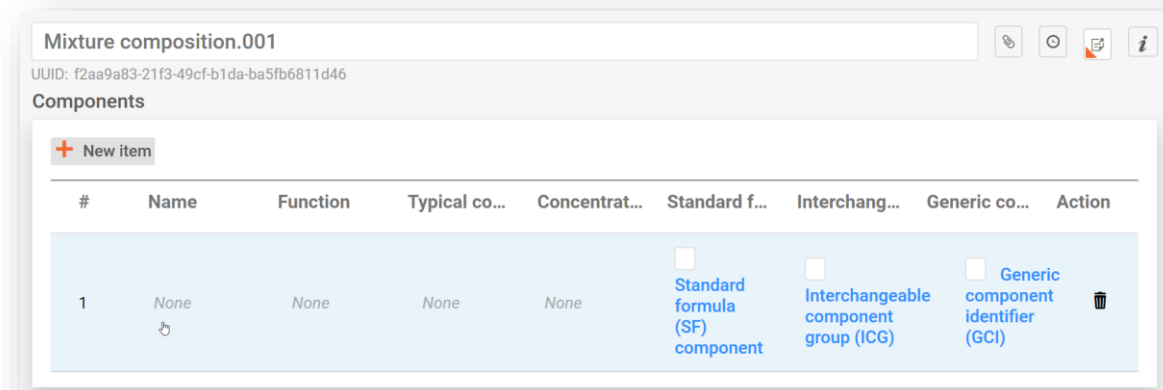 Mixture composition.001
UUID: f2aa9a83-21f3-49cf-b1da-ba5fb6811d46
Components
New item
# Name Function Typical co... Concentrat... Standard f... Interchang... Generic co... Action
1 None None None None
Standard
formula
(SF)
component
Interchangeable
component
group (ICG)
Generic
component
identifier
(GCI)